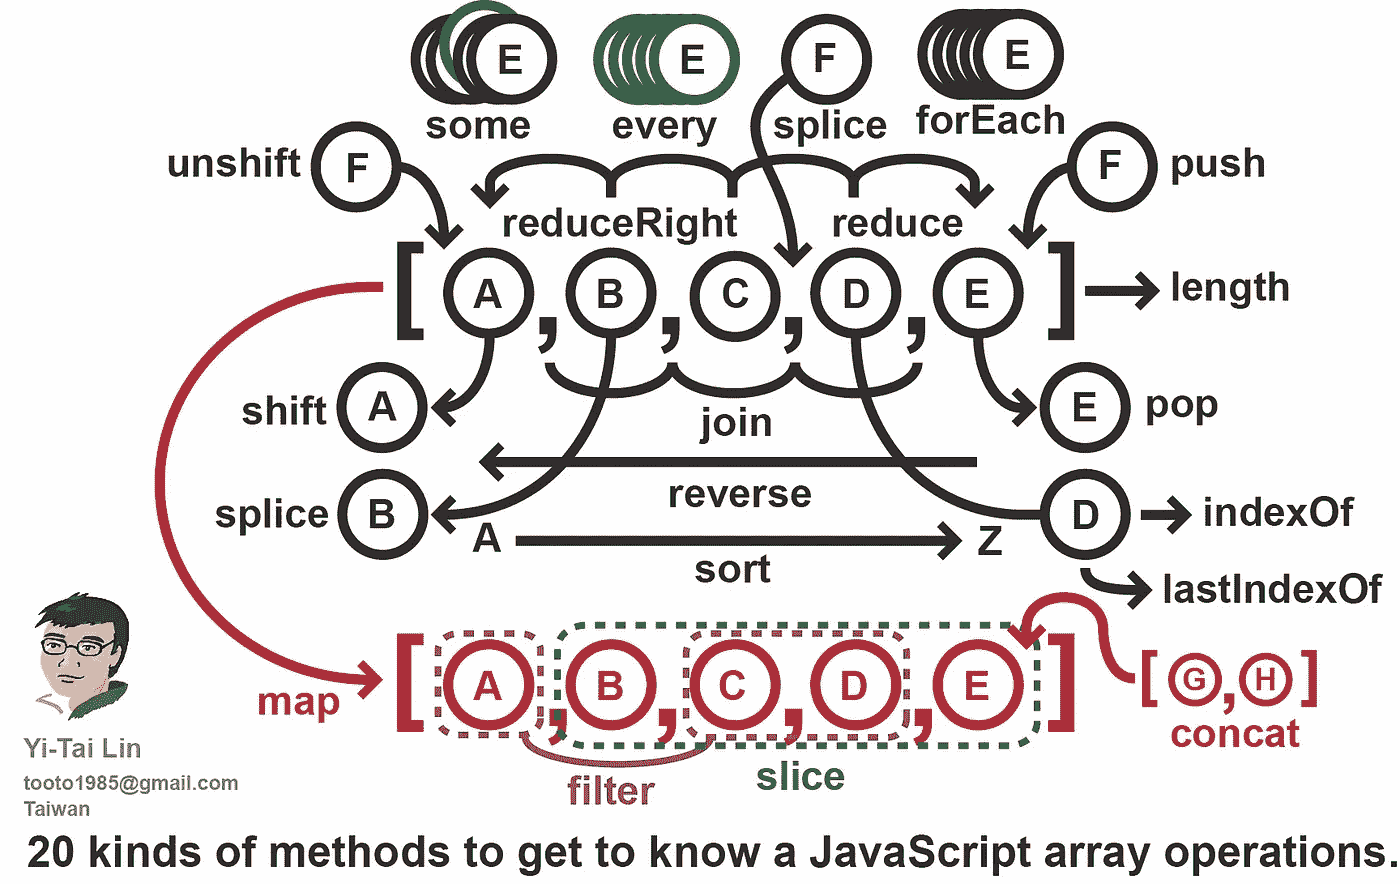 E E F E
some every splice forEach
unshift F F push
reduceRight reduce
[ A , B , C , D , E ] length
shift A E pop
join
reverse
splice B D indexOf
A Z
sort
lastIndexOf
map [ A , B , C , D , E ] [ G , H ]
concat
Yi-Tai Lin
filter slice
tooto1985@gmail.com
Taiwan
20 kinds of methods to get to know a JavaScript array operations.